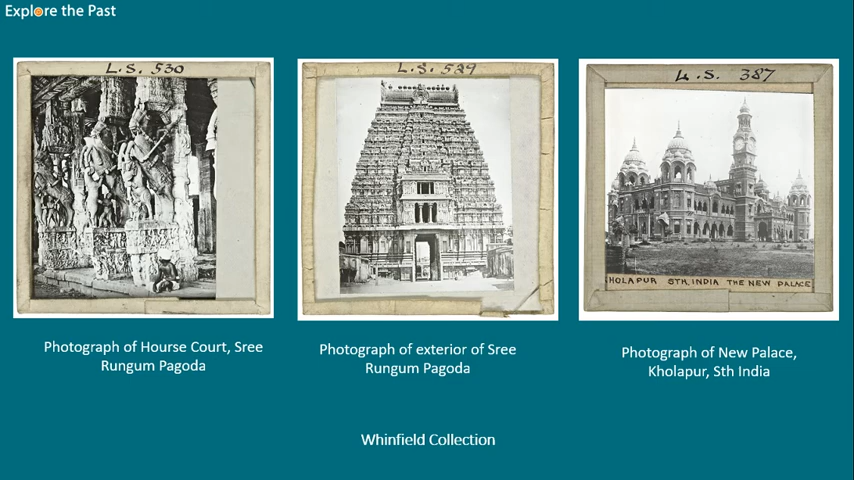 Explore the Past
L.S. 530
L.S. 529
L.S. 387
HOLAPUR STH, INDIA THE NEW PALACE
Photograph of Hourse Court, Sree
Rungum Pagoda
Photograph of exterior of Sree
Rungum Pagoda
Photograph of New Palace,
Kholapur, Sth India
Whinfield Collection